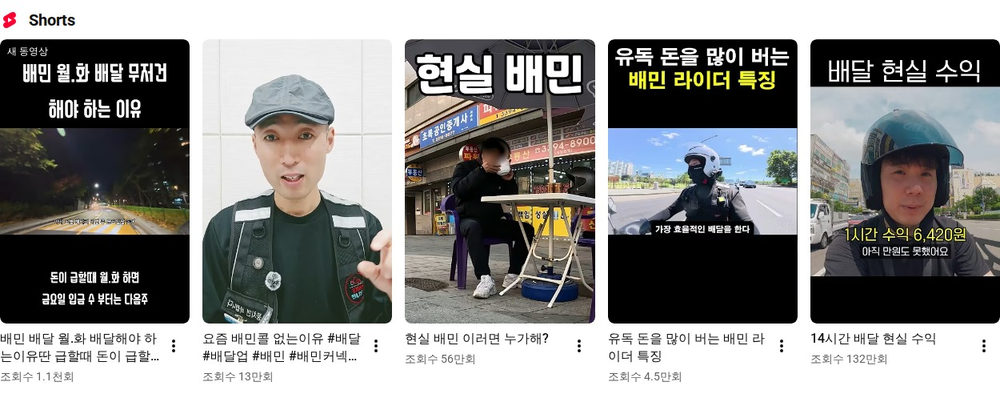 Shorts
새 동영상
배민 월.화 배달 무저건
해야 하는 이유
돈이 급할때 월.화 하면
금요일 입금 수 부터는 다음주
배민 배달 월.화 배달해야 하
는이유딴 급할때 돈이 급할...
조회수 1.1천회
요즘 배민콜 없는이유 #배달
#배달업 #배민 #배민커넥...
조회수 13만회
현실 배민
초록공인중개사
현실 배민 이러면 누가해?
조회수 56만회
유독 돈을 많이 버는
배민 라이더 특징
가장 효율적인 배달을 한다
유독 돈을 많이 버는 배민 라
이더 특징
조회수 4.5만회
배달 현실 수익
1시간 수익 6,420원
아직 만원도 못했어요
14시간 배달 현실 수익
조회수 132만회